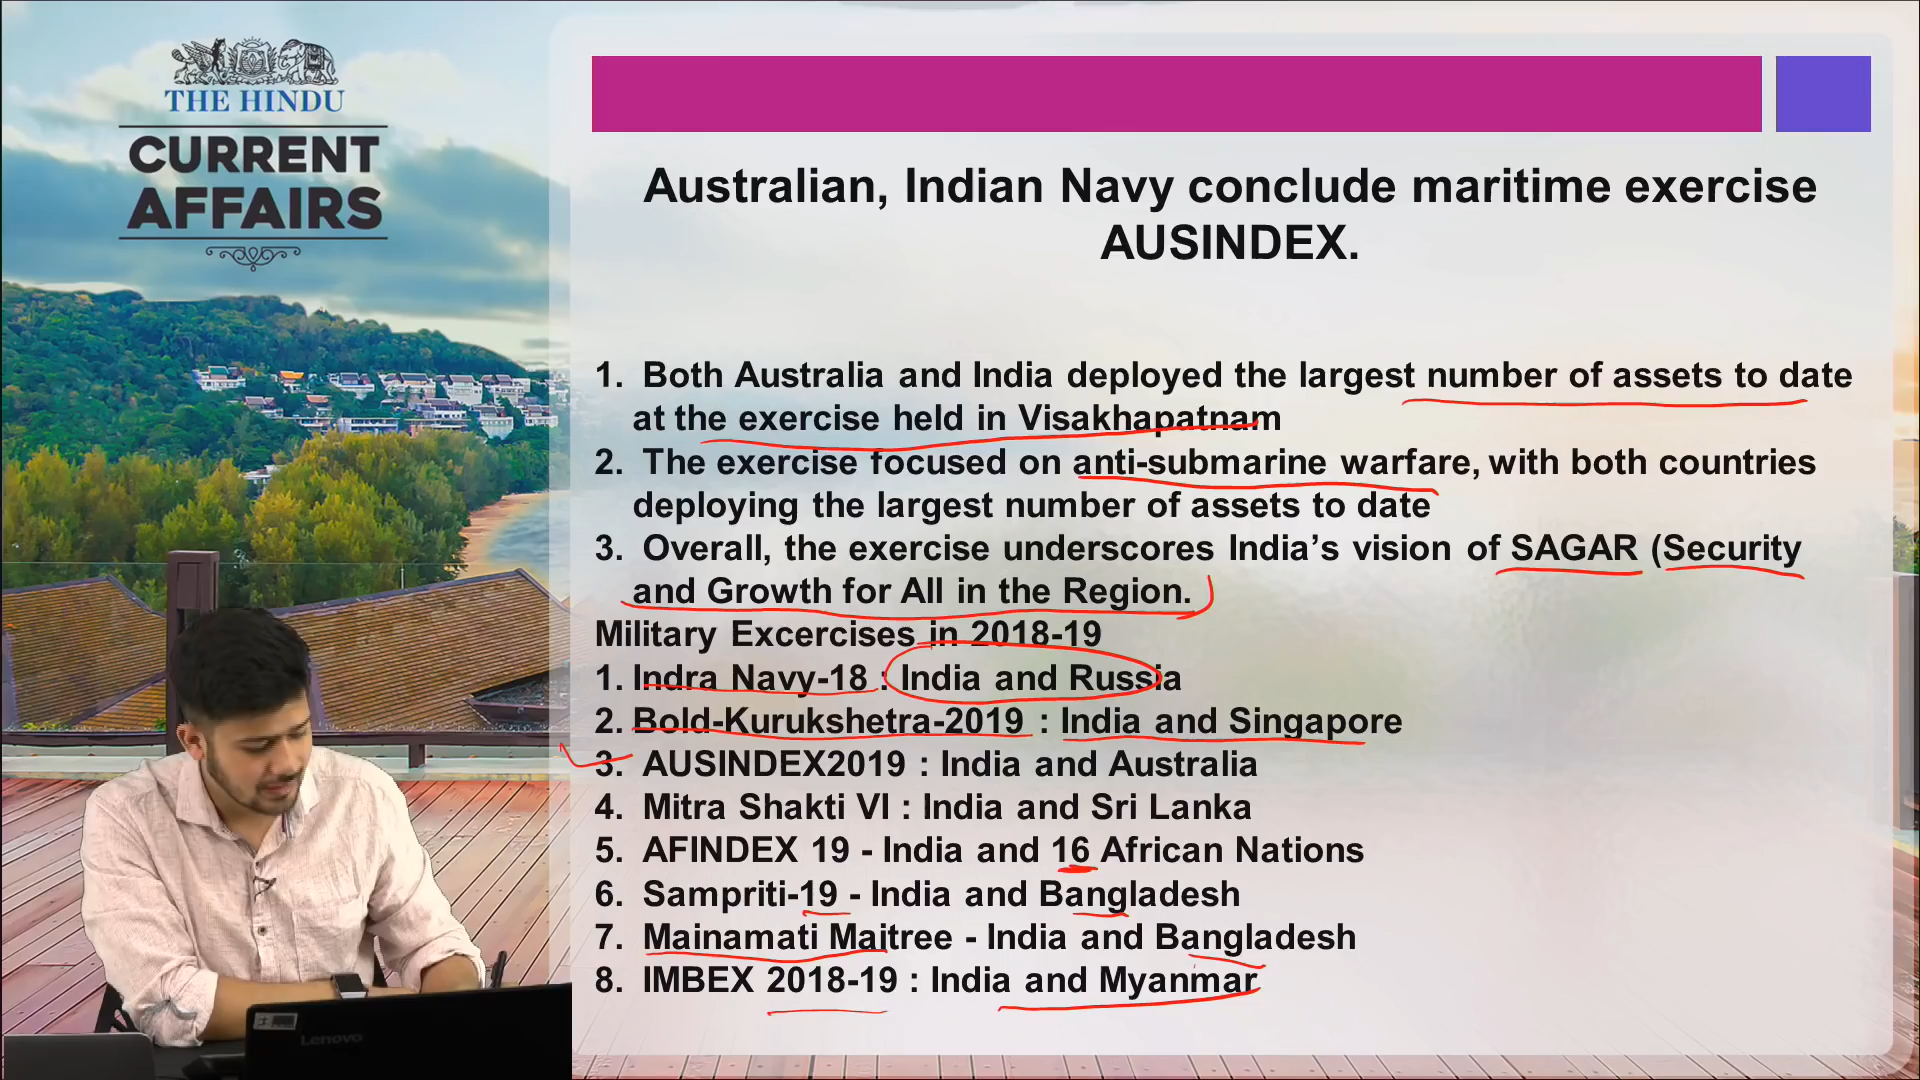 THE HINDU
CURRENT
AFFAIRS
Australian, Indian Navy conclude maritime exercise
AUSINDEX.
1. Both Australia and India deployed the largest number of assets to date
at the exercise held in Visakhapatnam
2. The exercise focused on anti-submarine warfare, with both countries
deploying the largest number of assets to date
3. Overall, the exercise underscores India’s vision of SAGAR (Security
and Growth for All in the Region.
Military Excercises in 2018-19
1. Indra Navy-18 : India and Russia
2. Bold-Kurukshetra-2019 : India and Singapore
3. AUSINDEX2019 : India and Australia
4. Mitra Shakti VI : India and Sri Lanka
5. AFINDEX 19 - India and 16 African Nations
6. Sampriti-19 - India and Bangladesh
7. Mainamati Maitree - India and Bangladesh
8. IMBEX 2018-19 : India and Myanmar
Lenovo